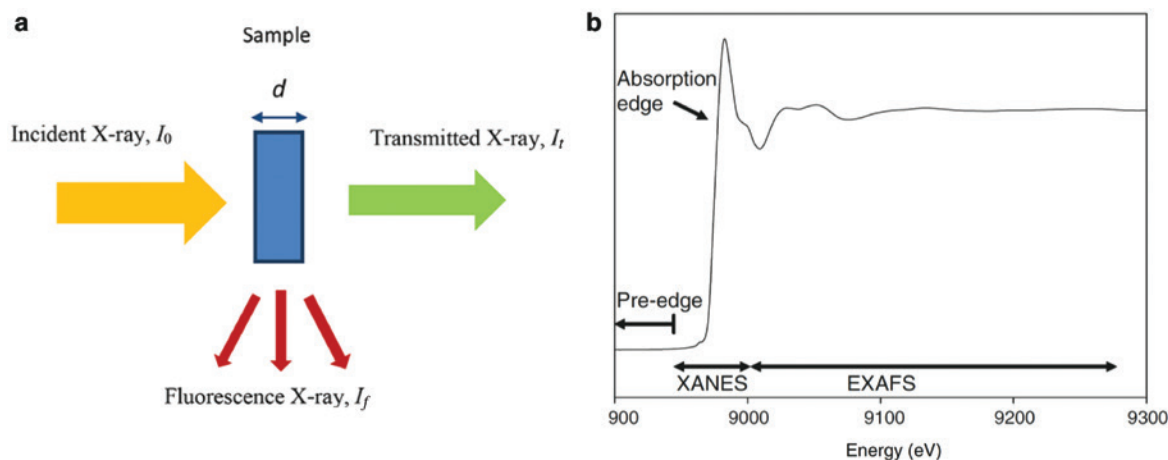 a
Sample
d
Incident X-ray, I0
Transmitted X-ray, It
Fluorescence X-ray, If
b
Absorption
edge
Pre-edge
XANES
EXAFS
900
9000
9100
9200
9300
Energy (eV)